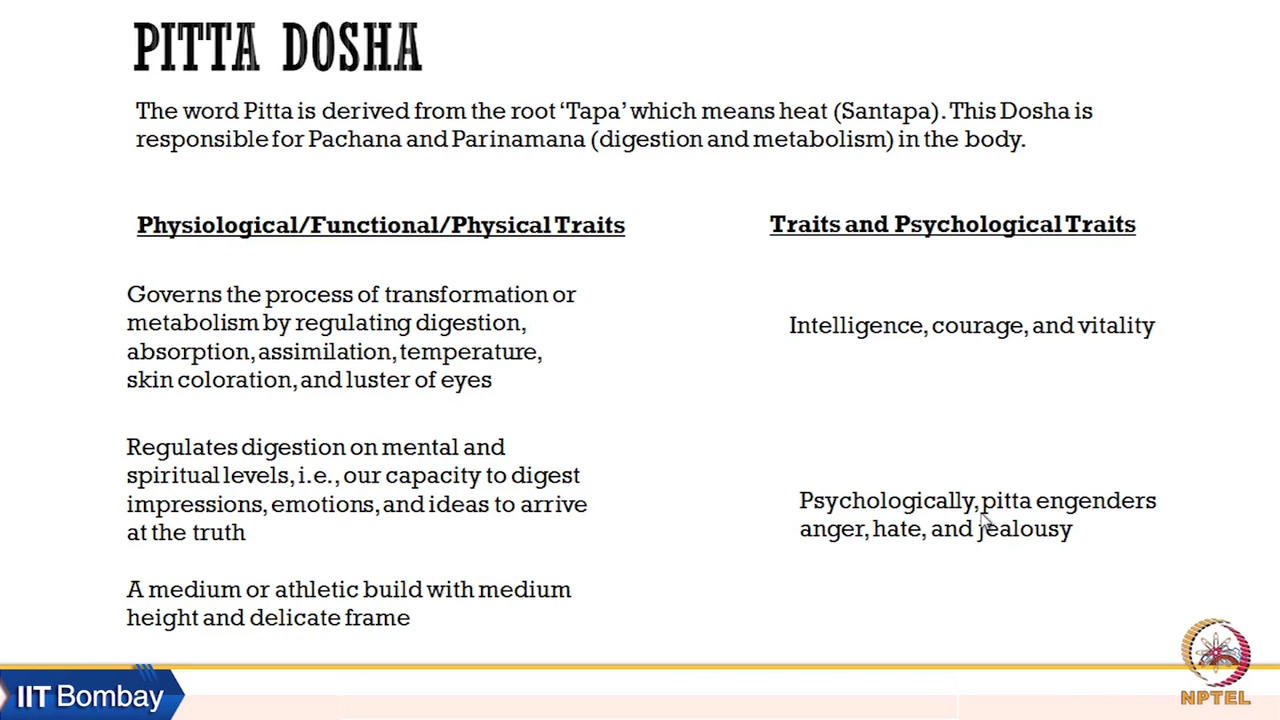 PITTA DOSHA
The word Pitta is derived from the root ‘Tapa’ which means heat (Santapa). This Dosha is
responsible for Pachana and Parinamana (digestion and metabolism) in the body.
Physiological/Functional/Physical Traits
Governs the process of transformation or
metabolism by regulating digestion,
absorption, assimilation, temperature,
skin coloration, and luster of eyes
Regulates digestion on mental and
spiritual levels, i.e., our capacity to digest
impressions, emotions, and ideas to arrive
at the truth
A medium or athletic build with medium
height and delicate frame
Traits and Psychological Traits
Intelligence, courage, and vitality
Psychologically, pitta engenders
anger, hate, and jealousy
IIT Bombay
NPTEL